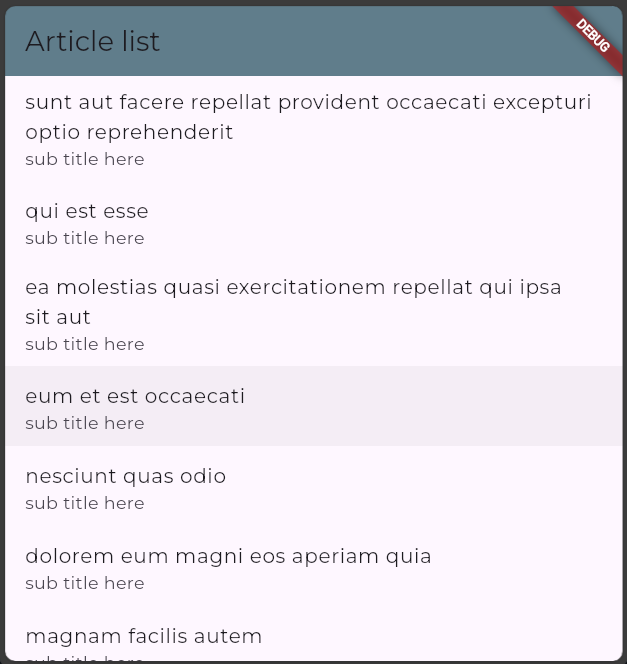 Article list
DEBUG
sunt aut facere repellat provident occaecati excepturi
optio reprehenderit
sub title here
qui est esse
sub title here
ea molestias quasi exercitationem repellat qui ipsa
sit aut
sub title here
eum et est occaecati
sub title here
nesciunt quas odio
sub title here
dolorem eum magni eos aperiam quia
sub title here
magnam facilis autem
sub title here